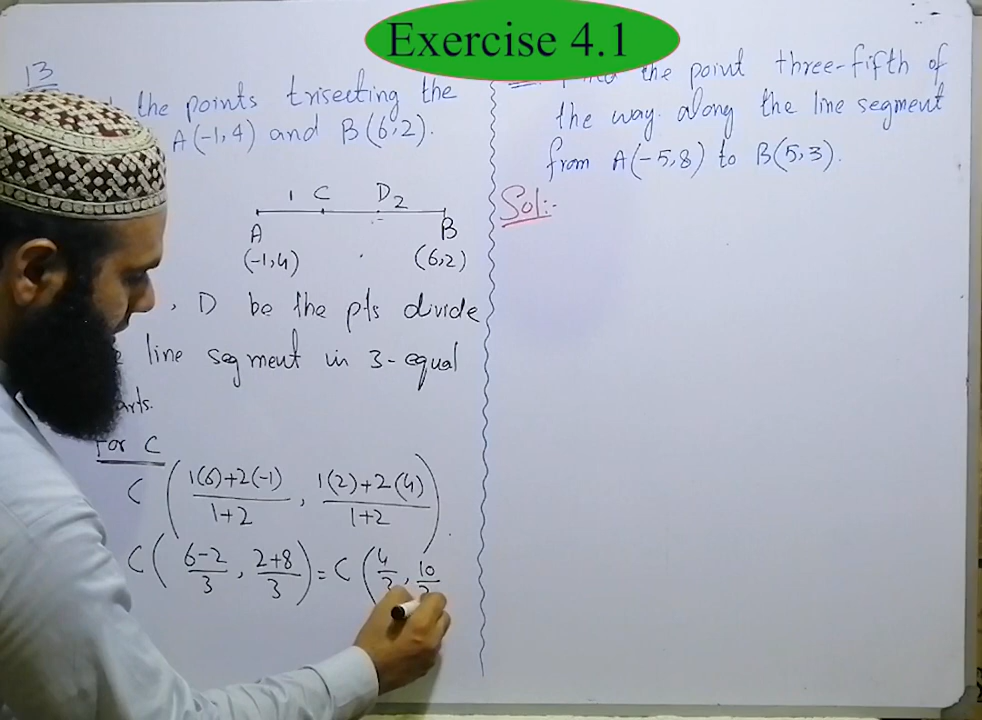 Exercise 4.1
13
the points trisecting the
A(-1,4) and B(6,2).
1 C D 2
A B
(-1,4) (6,2)
, D be the pts divide
line segment in 3-equal
arts.
For C
C ( 1(6)+2(-1) / 1+2 , 1(2)+2(4) / 1+2 ).
C ( 6-2 / 3 , 2+8 / 3 ) = C ( 4 / 3 , 10 / 3
the point three-fifth of
the way along the line segment
from A(-5,8) to B(5,3).
Sol:-